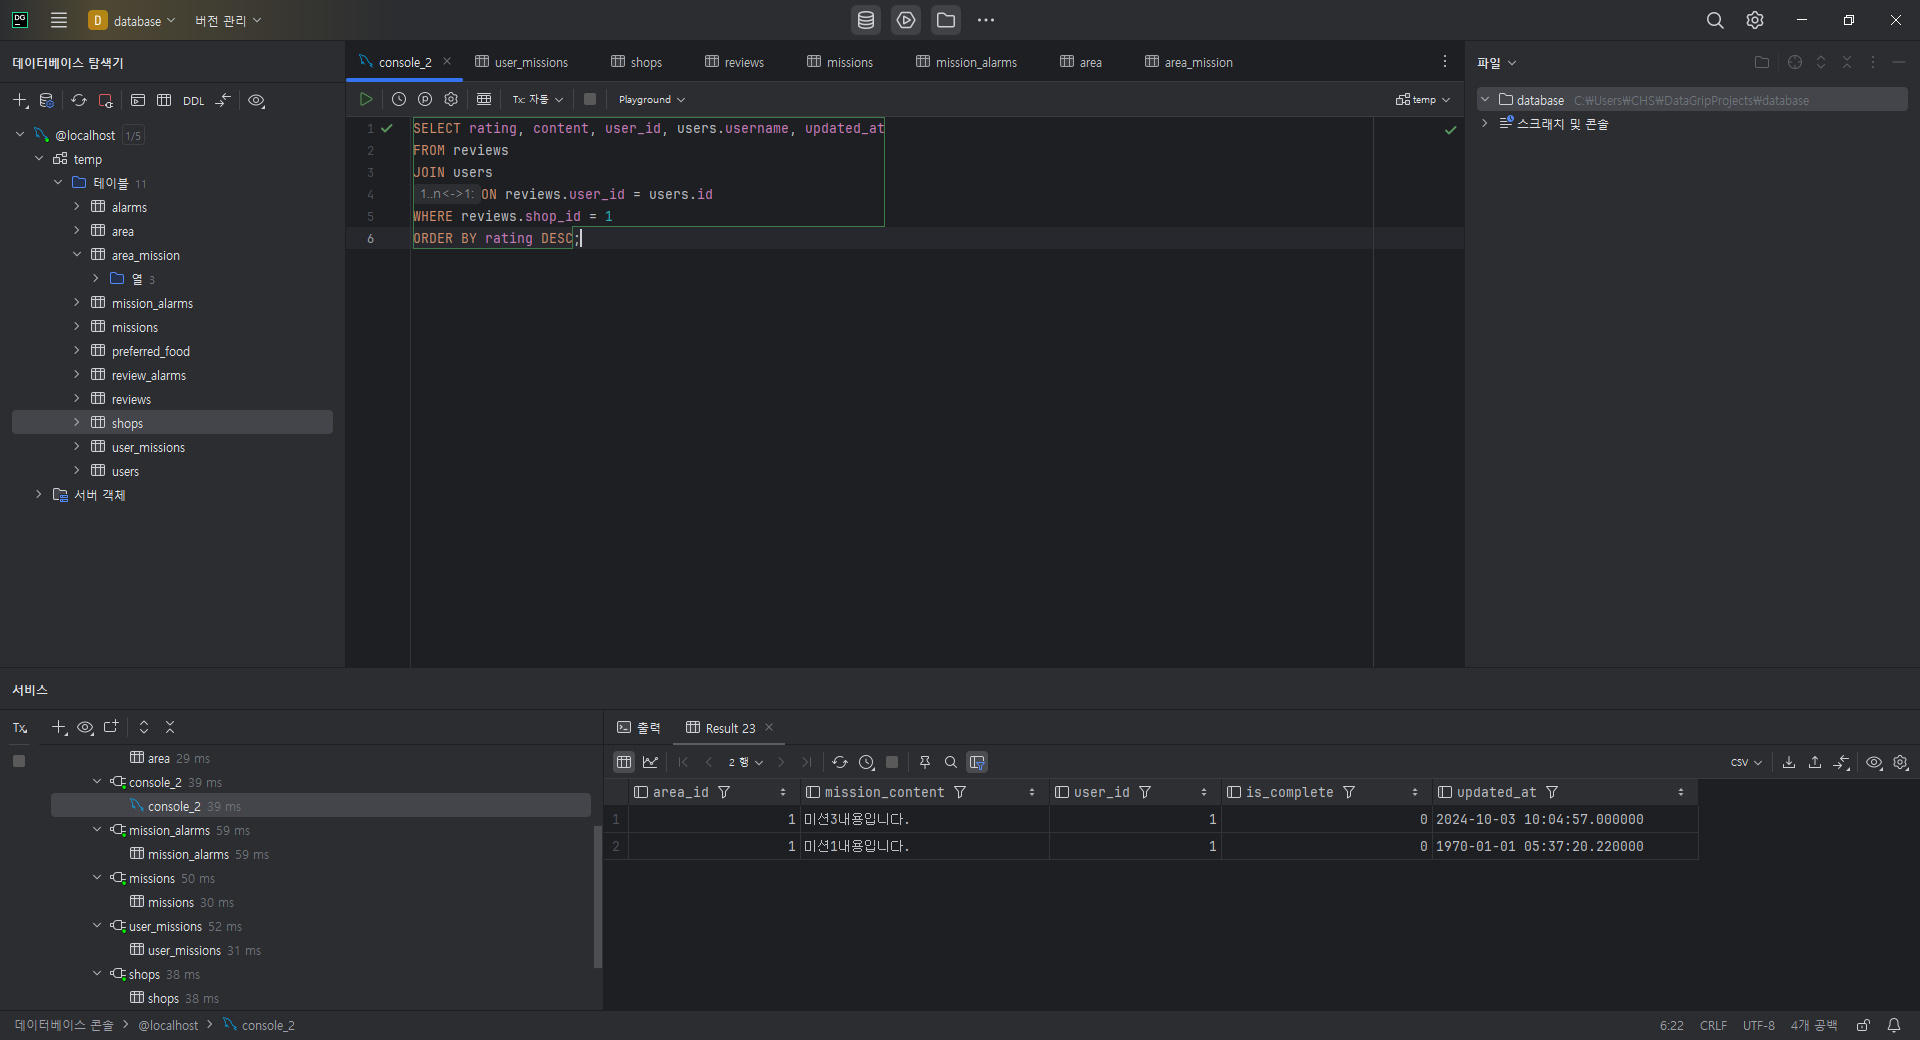 DG
D database
버전 관리
데이터베이스 탐색기
console_2
user_missions
shops
reviews
missions
mission_alarms
area
area_mission
파일
DDL
Tx: 자동
Playground
temp
@localhost 1/5
temp
테이블 11
alarms
area
area_mission
열 3
mission_alarms
missions
preferred_food
review_alarms
reviews
shops
user_missions
users
서버 객체
1 SELECT rating, content, user_id, users.username, updated_at
2 FROM reviews
3 JOIN users
4 1..n<->1: ON reviews.user_id = users.id
5 WHERE reviews.shop_id = 1
6 ORDER BY rating DESC;
database C:₩Users₩CHS₩DataGripProjects₩database
스크래치 및 콘솔
서비스
Tx
area 29 ms
console_2 39 ms
console_2 39 ms
mission_alarms 59 ms
mission_alarms 59 ms
missions 50 ms
missions 30 ms
user_missions 52 ms
user_missions 31 ms
shops 38 ms
shops 38 ms
출력
Result 23
2 행
CSV
area_id mission_content user_id is_complete updated_at
1 1 미션3내용입니다. 1 0 2024-10-03 10:04:57.000000
2 1 미션1내용입니다. 1 0 1970-01-01 05:37:20.220000
데이터베이스 콘솔 @localhost console_2
6:22 CRLF UTF-8 4개 공백